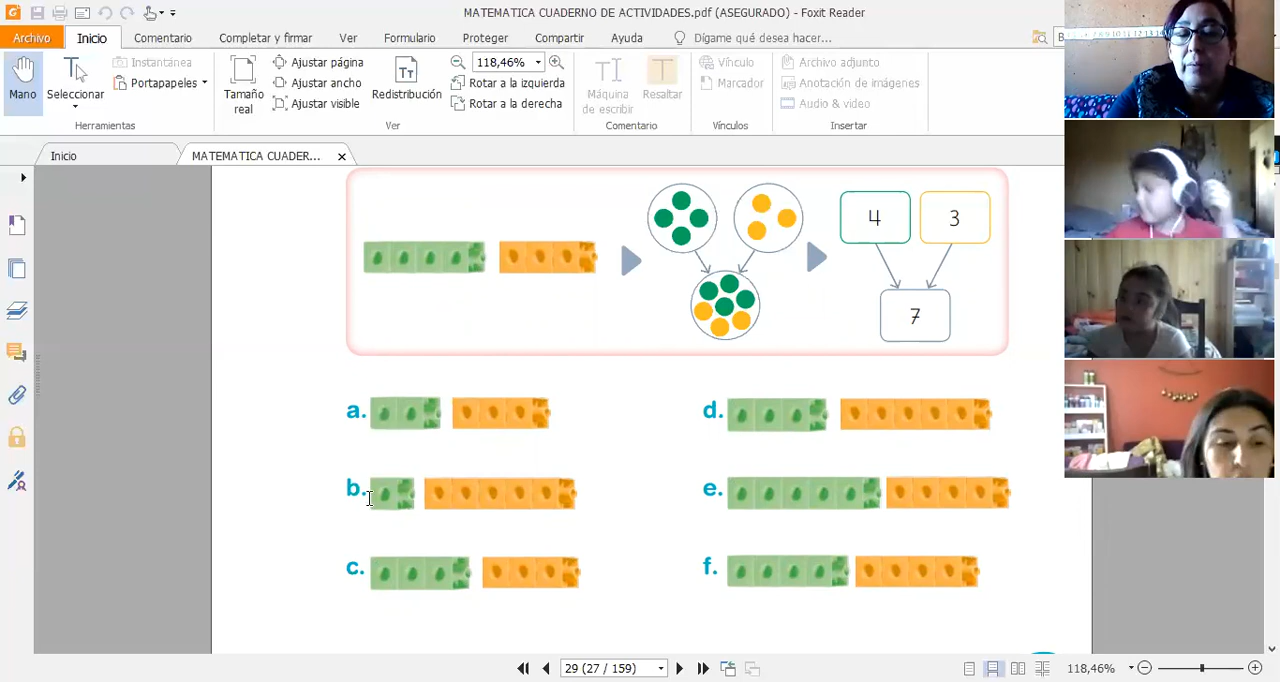 MATEMATICA CUADERNO DE ACTIVIDADES.pdf (ASEGURADO) - Foxit Reader
Archivo Inicio Comentario Completar y firmar Ver Formulario Proteger Compartir Ayuda Dígame qué desea hacer...
Mano
Seleccionar
Instantánea
Portapapeles
Herramientas
Tamaño real
Ajustar página
Ajustar ancho
Ajustar visible
Redistribución
118,46%
Rotar a la izquierda
Rotar a la derecha
Ver
Máquina de escribir
Resaltar
Comentario
Vínculo
Marcador
Vínculos
Archivo adjunto
Anotación de imágenes
Audio & video
Insertar
Inicio
MATEMATICA CUADER...
4 3
7
a.
b.
c.
d.
e.
f.
29 (27 / 159)
118,46%